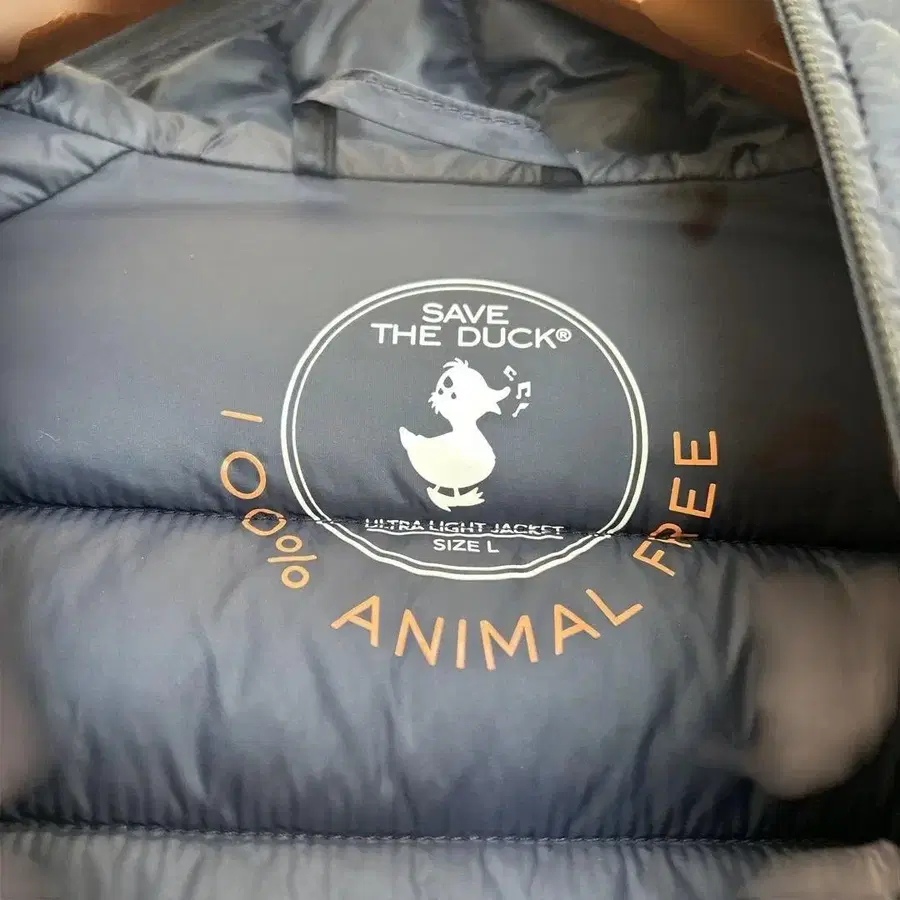 SAVE
THE DUCK®
ULTRA LIGHT JACKET
SIZE L
100% ANIMAL FREE